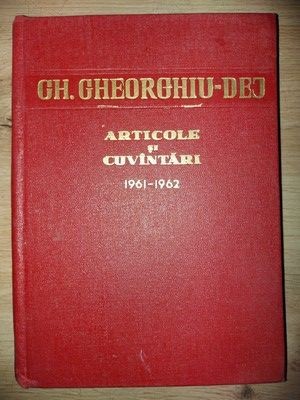 GH. GHEORGHIU-DEJ
ARTICOLE
ȘI
CUVÎNTĂRI
1961-1962